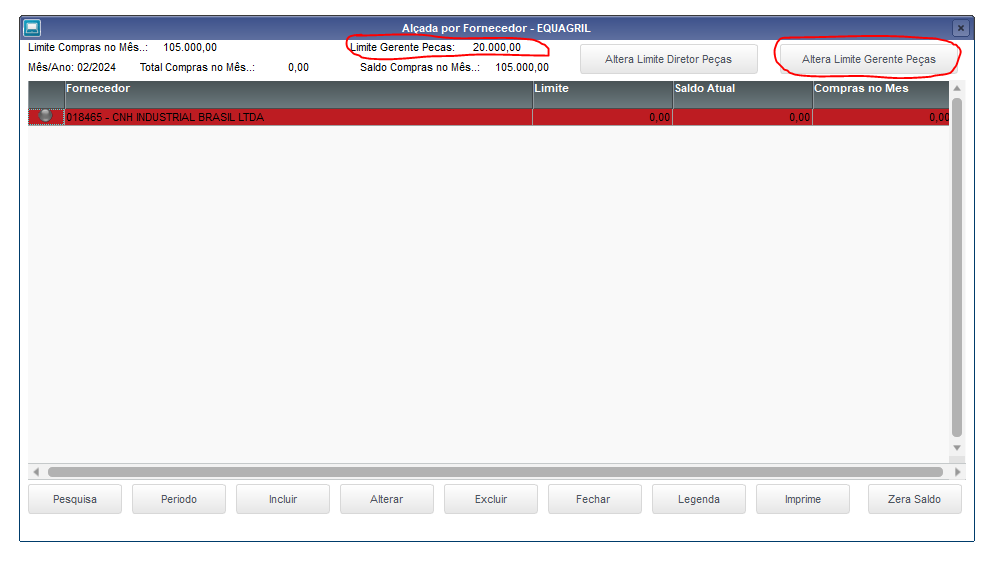 Alçada por Fornecedor - EQUAGRIL
Limite Compras no Mês..: 105.000,00 Limite Gerente Pecas: 20.000,00
Mês/Ano: 02/2024 Total Compras no Mês..: 0,00 Saldo Compras no Mês..: 105.000,00
Altera Limite Diretor Peças Altera Limite Gerente Peças
Fornecedor Limite Saldo Atual Compras no Mes
018465 - CNH INDUSTRIAL BRASIL LTDA 0,00 0,00 0,00
Pesquisa Periodo Incluir Alterar Excluir Fechar Legenda Imprime Zera Saldo